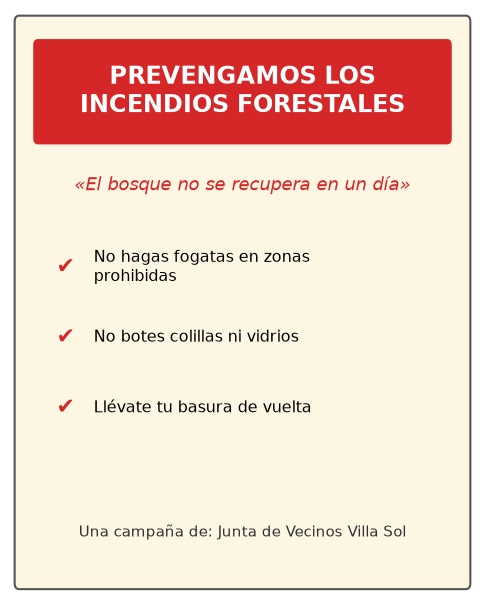 PREVENGAMOS LOS
INCENDIOS FORESTALES
«El bosque no se recupera en un día»
✔ No hagas fogatas en zonas
prohibidas
✔ No botes colillas ni vidrios
✔ Llévate tu basura de vuelta
Una campaña de: Junta de Vecinos Villa Sol